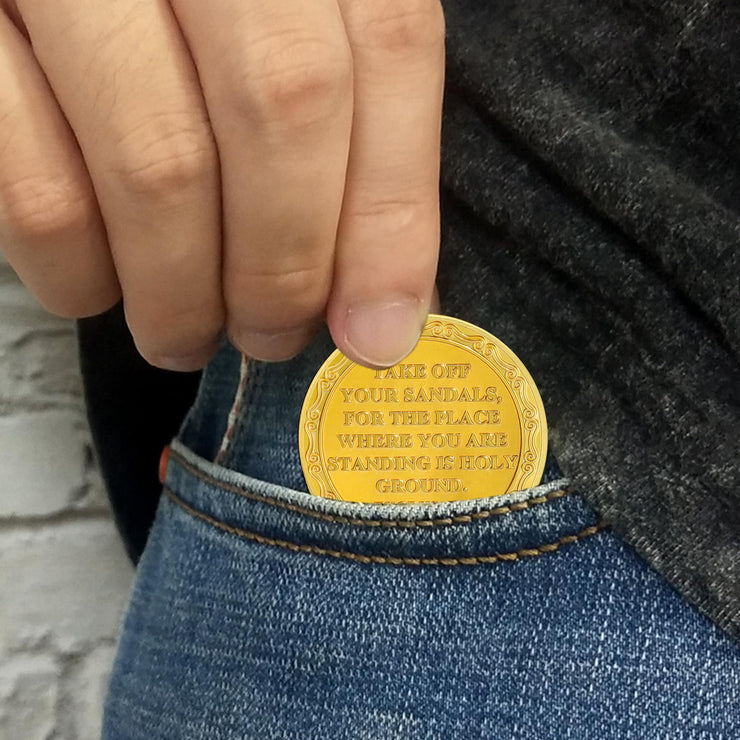 TAKE OFF
YOUR SANDALS,
FOR THE PLACE
WHERE YOU ARE
STANDING IS HOLY
GROUND.